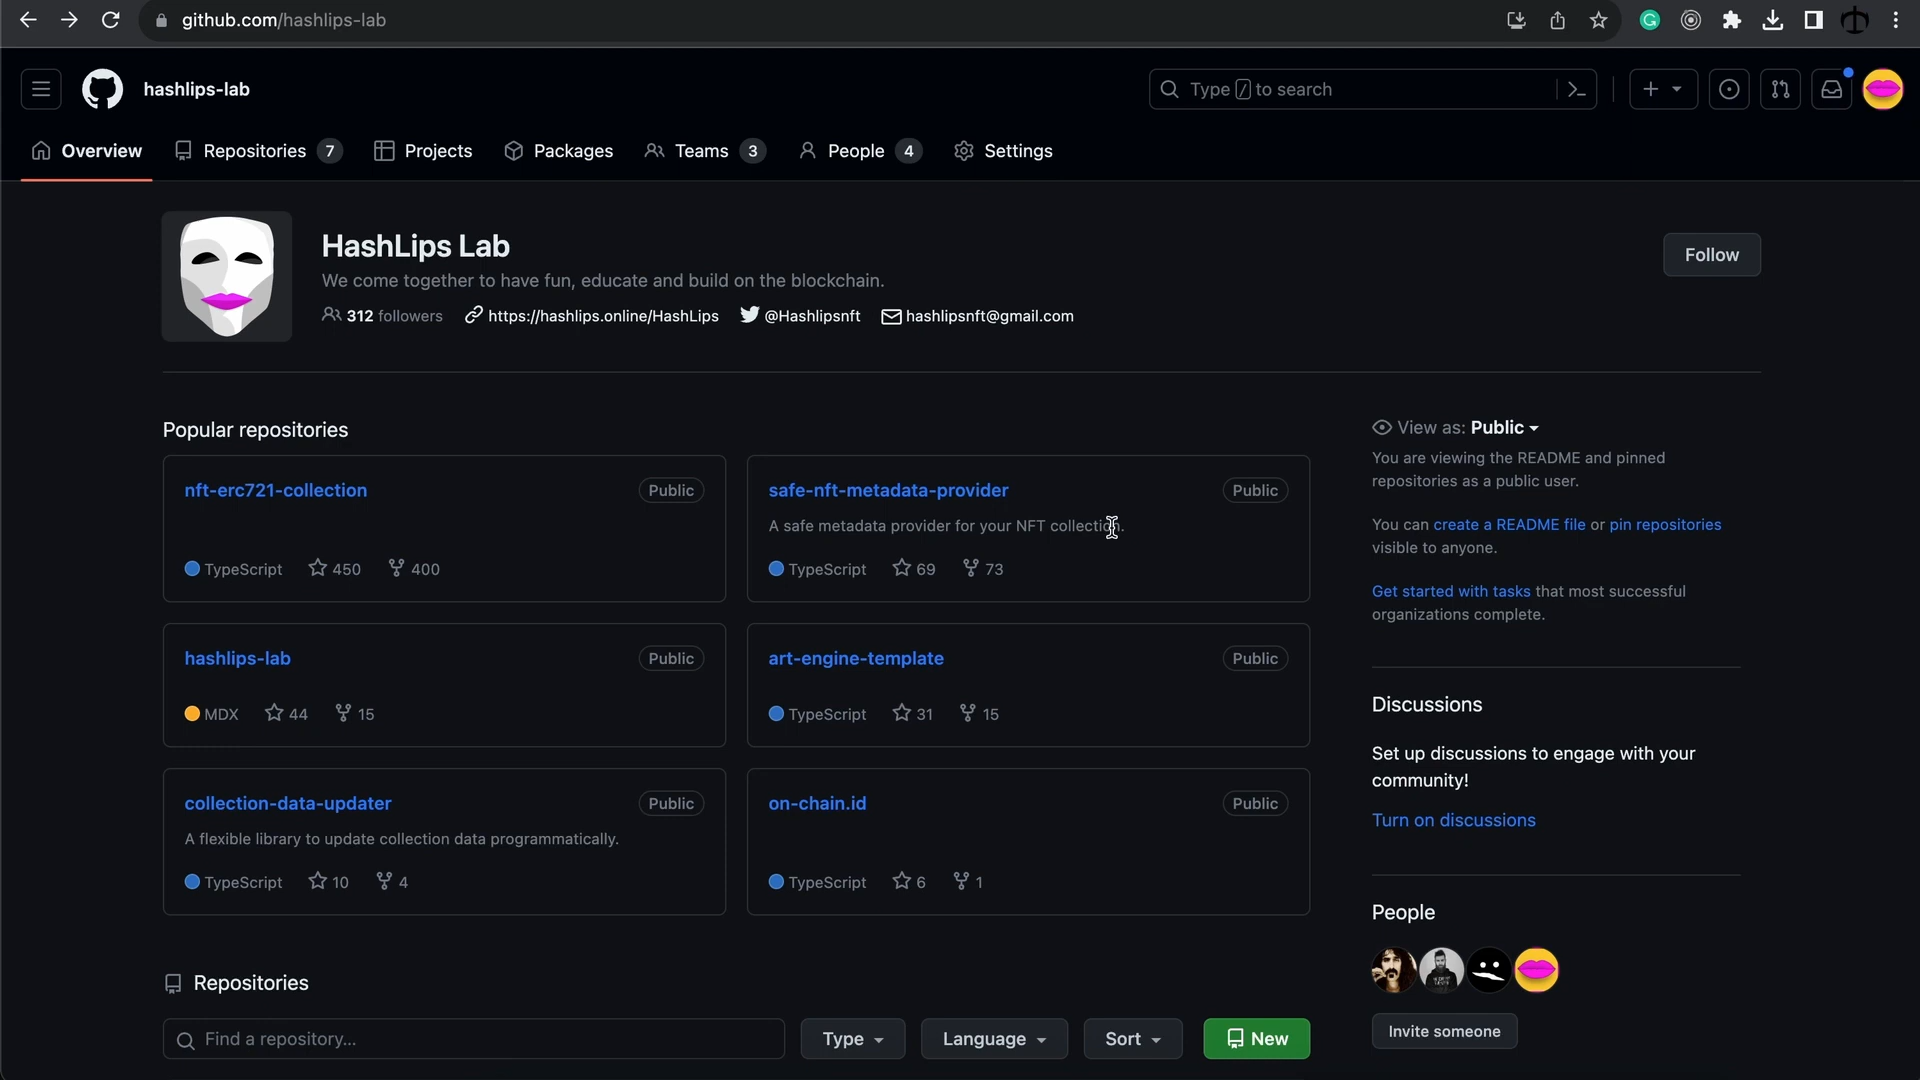 github.com/hashlips-lab
hashlips-lab
Type / to search
Overview
Repositories 7
Projects
Packages
Teams 3
People 4
Settings
HashLips Lab
We come together to have fun, educate and build on the blockchain.
312 followers
https://hashlips.online/HashLips
@Hashlipsnft
hashlipsnft@gmail.com
Follow
Popular repositories
nft-erc721-collection
Public
TypeScript
450
400
safe-nft-metadata-provider
Public
A safe metadata provider for your NFT collection.
TypeScript
69
73
hashlips-lab
Public
MDX
44
15
art-engine-template
Public
TypeScript
31
15
collection-data-updater
Public
A flexible library to update collection data programmatically.
TypeScript
10
4
on-chain.id
Public
TypeScript
6
1
View as: Public
You are viewing the README and pinned
repositories as a public user.
You can create a README file or pin repositories
visible to anyone.
Get started with tasks that most successful
organizations complete.
Discussions
Set up discussions to engage with your
community!
Turn on discussions
People
Invite someone
Repositories
Find a repository...
Type
Language
Sort
New